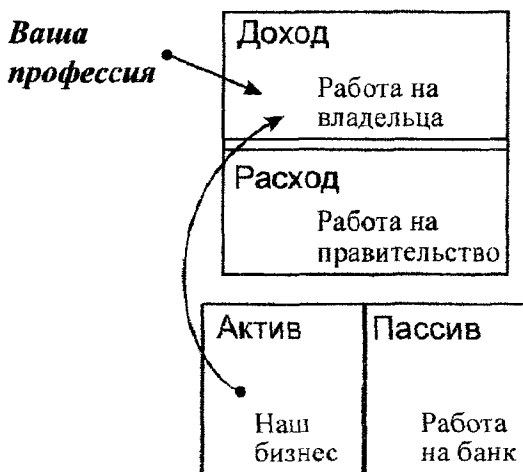 Ваша
профессия
Доход
Работа на
владельца
Расход
Работа на
правительство
Актив
Наш
бизнес
Пассив
Работа
на банк